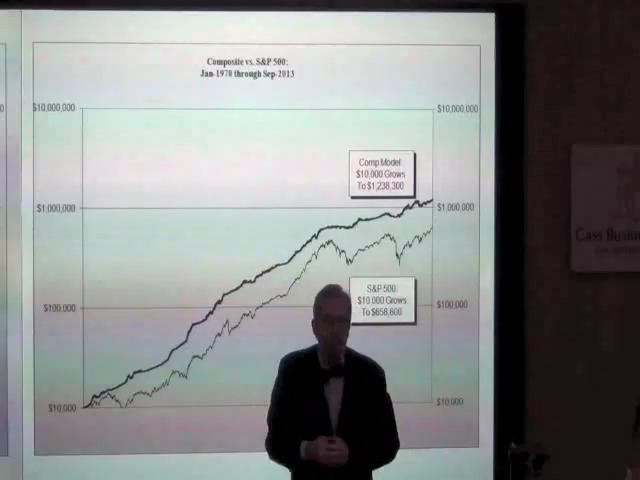 Composite vs. S&P 500:
Jan-1970 through Sep-2013
$10,000,000
$10,000,000
Comp Model:
$10,000 Grows
To $1,238,300
$1,000,000
$1,000,000
S&P 500:
$10,000 Grows
To $658,600
$100,000
$100,000
$10,000
$10,000
Cass Busin